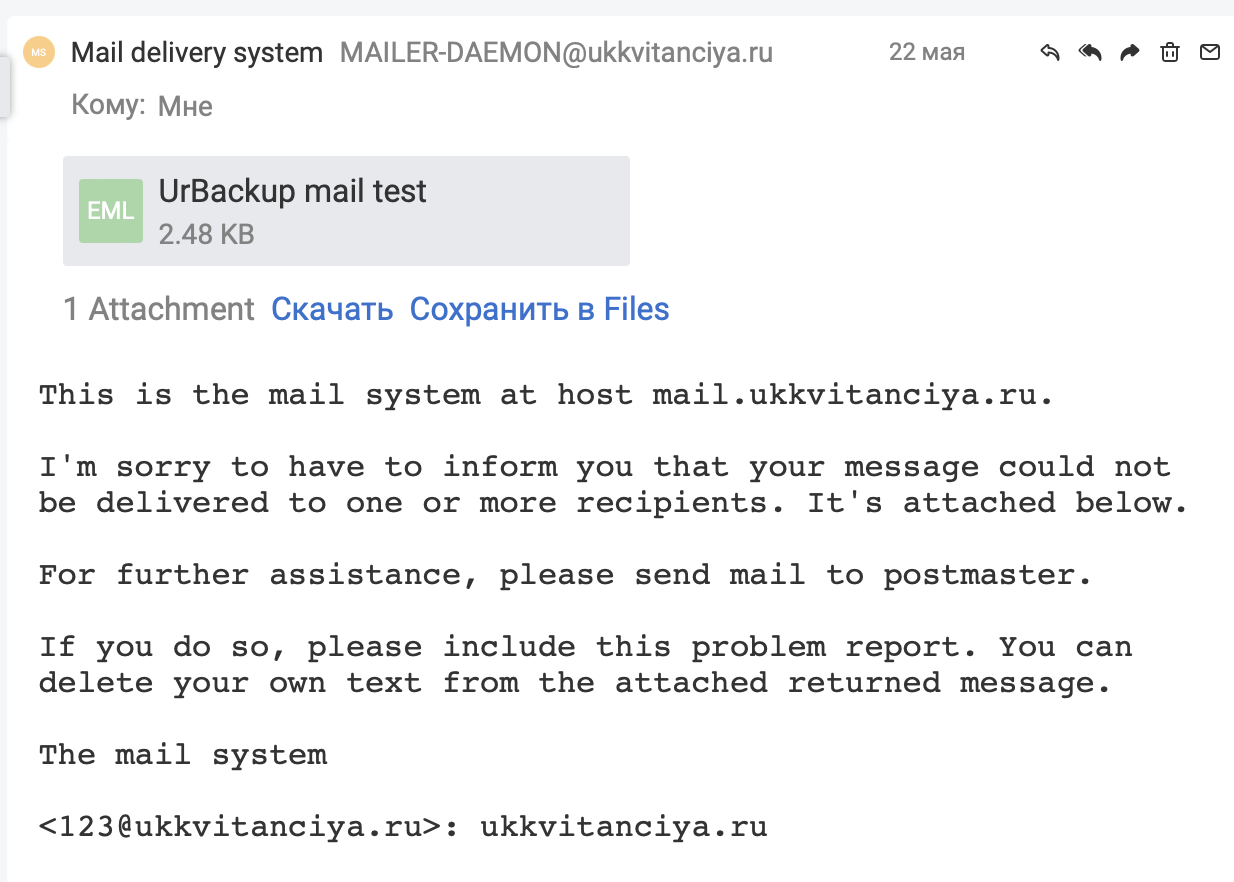 MS Mail delivery system MAILER-DAEMON@ukkvitanciya.ru 22 мая
Кому: Мне
EML UrBackup mail test
2.48 KB
1 Attachment Скачать Сохранить в Files
This is the mail system at host mail.ukkvitanciya.ru.
I'm sorry to have to inform you that your message could not
be delivered to one or more recipients. It's attached below.
For further assistance, please send mail to postmaster.
If you do so, please include this problem report. You can
delete your own text from the attached returned message.
The mail system
<123@ukkvitanciya.ru>: ukkvitanciya.ru